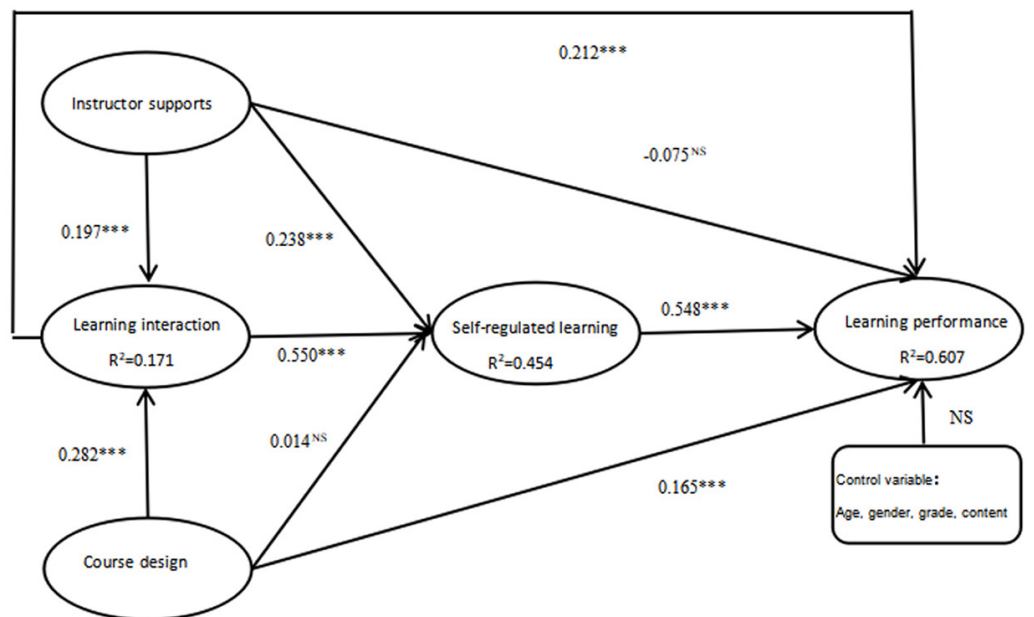 0.212***
Instructor supports
-0.075NS
0.197***
0.238***
Learning interaction
R²=0.171
0.550***
Self-regulated learning
R²=0.454
0.548***
Learning performance
R²=0.607
0.282***
0.014NS
0.165***
NS
Control variable:
Age, gender, grade, content
Course design